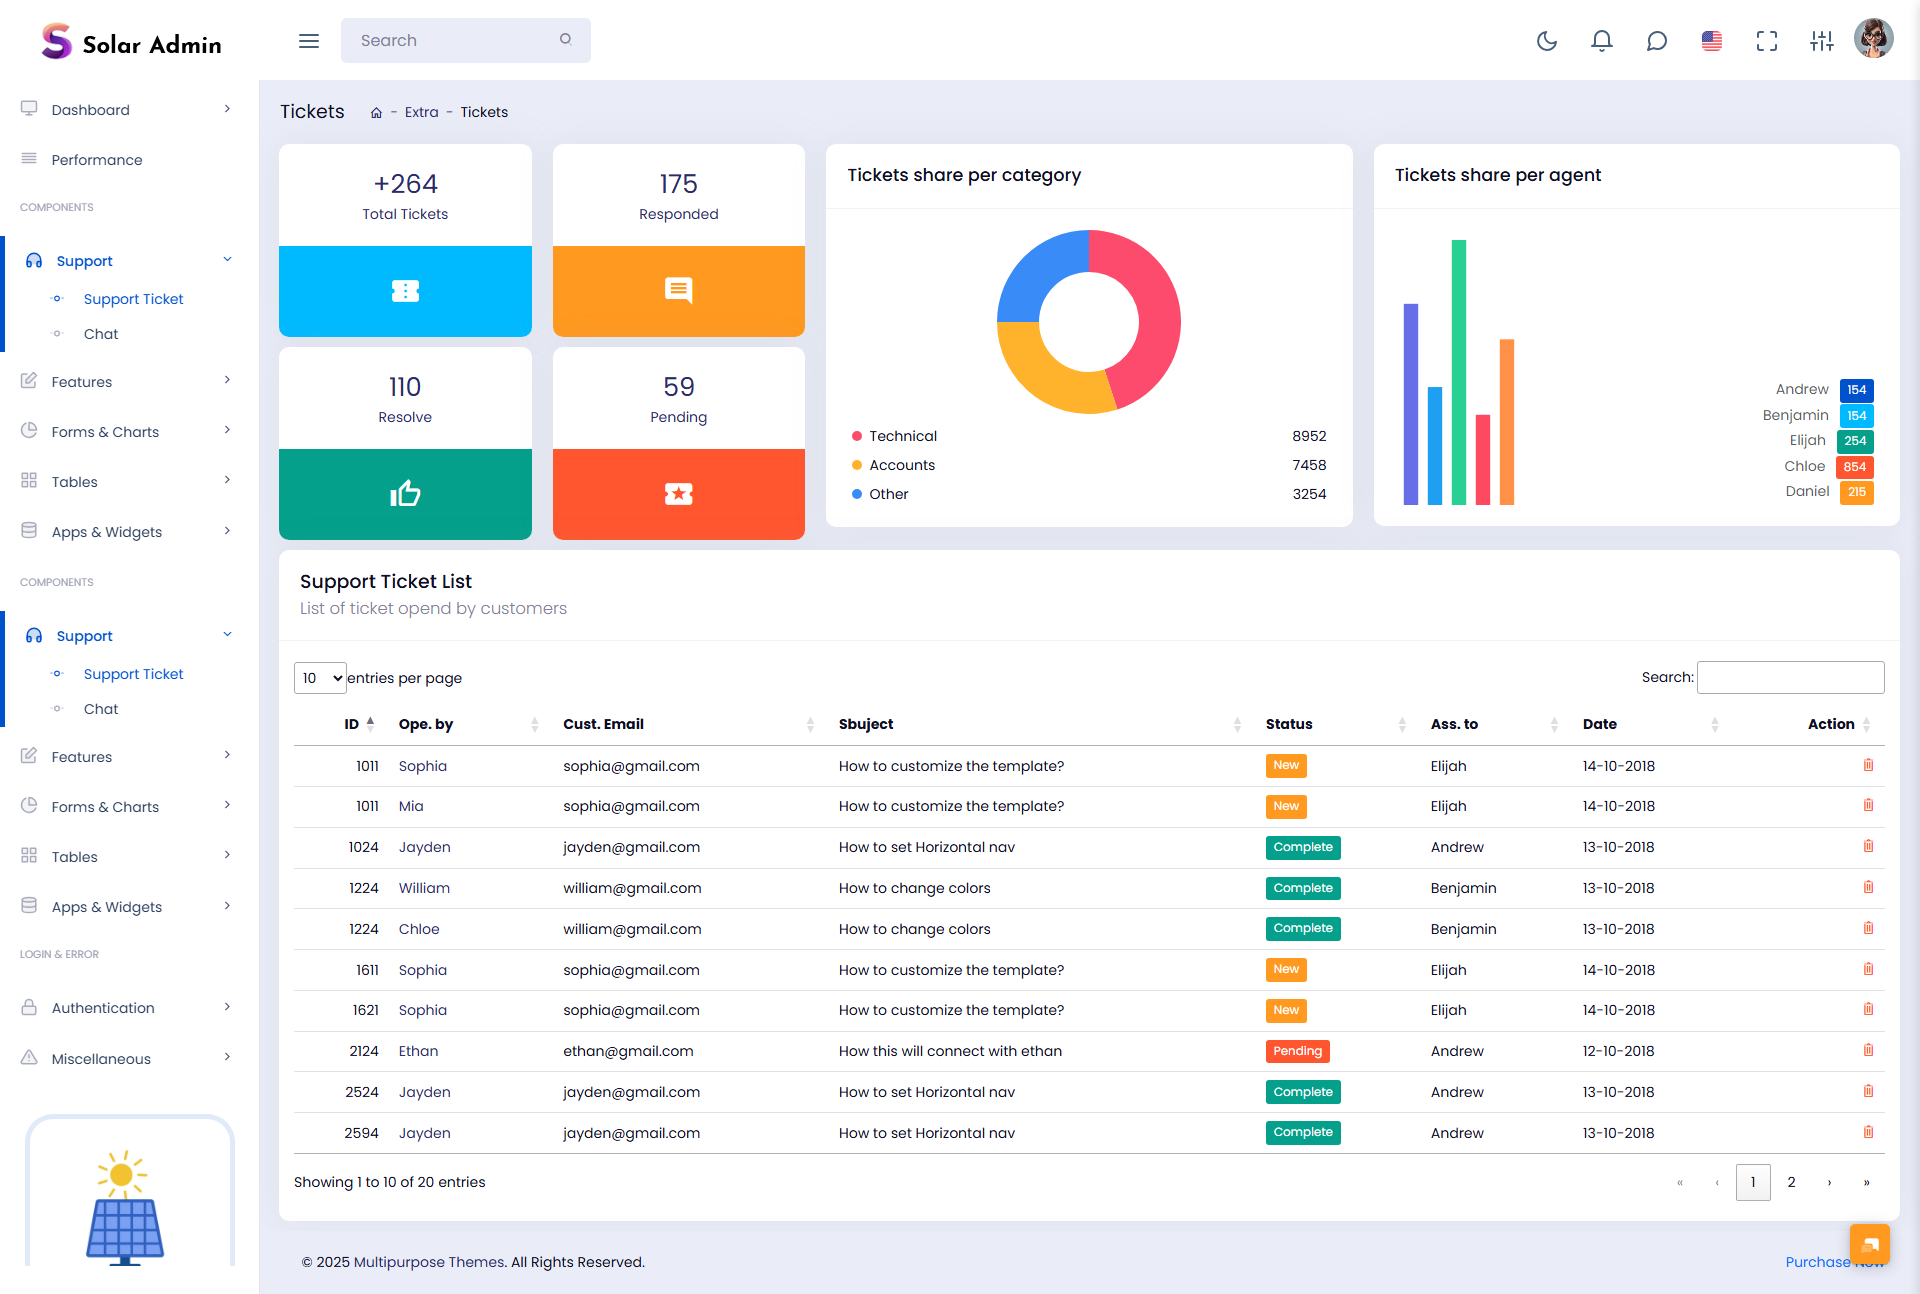 Solar Admin
Search
Dashboard
Performance
COMPONENTS
Support
Support Ticket
Chat
Features
Forms & Charts
Tables
Apps & Widgets
COMPONENTS
Support
Support Ticket
Chat
Features
Forms & Charts
Tables
Apps & Widgets
LOGIN & ERROR
Authentication
Miscellaneous
Tickets - Extra - Tickets
+264
Total Tickets
175
Responded
110
Resolve
59
Pending
Tickets share per category
Technical 8952
Accounts 7458
Other 3254
Tickets share per agent
Andrew 154
Benjamin 154
Elijah 254
Chloe 854
Daniel 215
Support Ticket List
List of ticket opend by customers
10 entries per page
Search:
ID Ope. by Cust. Email Sbuject Status Ass. to Date Action
1011 Sophia sophia@gmail.com How to customize the template? New Elijah 14-10-2018
1011 Mia sophia@gmail.com How to customize the template? New Elijah 14-10-2018
1024 Jayden jayden@gmail.com How to set Horizontal nav Complete Andrew 13-10-2018
1224 William william@gmail.com How to change colors Complete Benjamin 13-10-2018
1224 Chloe william@gmail.com How to change colors Complete Benjamin 13-10-2018
1611 Sophia sophia@gmail.com How to customize the template? New Elijah 14-10-2018
1621 Sophia sophia@gmail.com How to customize the template? New Elijah 14-10-2018
2124 Ethan ethan@gmail.com How this will connect with ethan Pending Andrew 12-10-2018
2524 Jayden jayden@gmail.com How to set Horizontal nav Complete Andrew 13-10-2018
2594 Jayden jayden@gmail.com How to set Horizontal nav Complete Andrew 13-10-2018
Showing 1 to 10 of 20 entries
« ‹ 1 2 › »
© 2025 Multipurpose Themes. All Rights Reserved.
Purchase Now